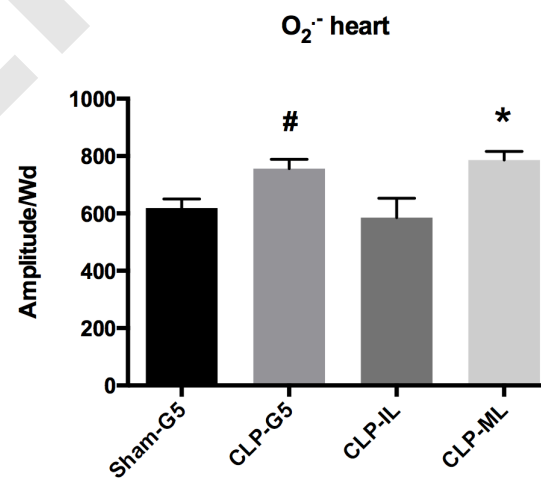 O₂·⁻ heart
1000
800
600
400
200
0
Amplitude/Wd
#
*
Sham-G5
CLP-G5
CLP-IL
CLP-ML